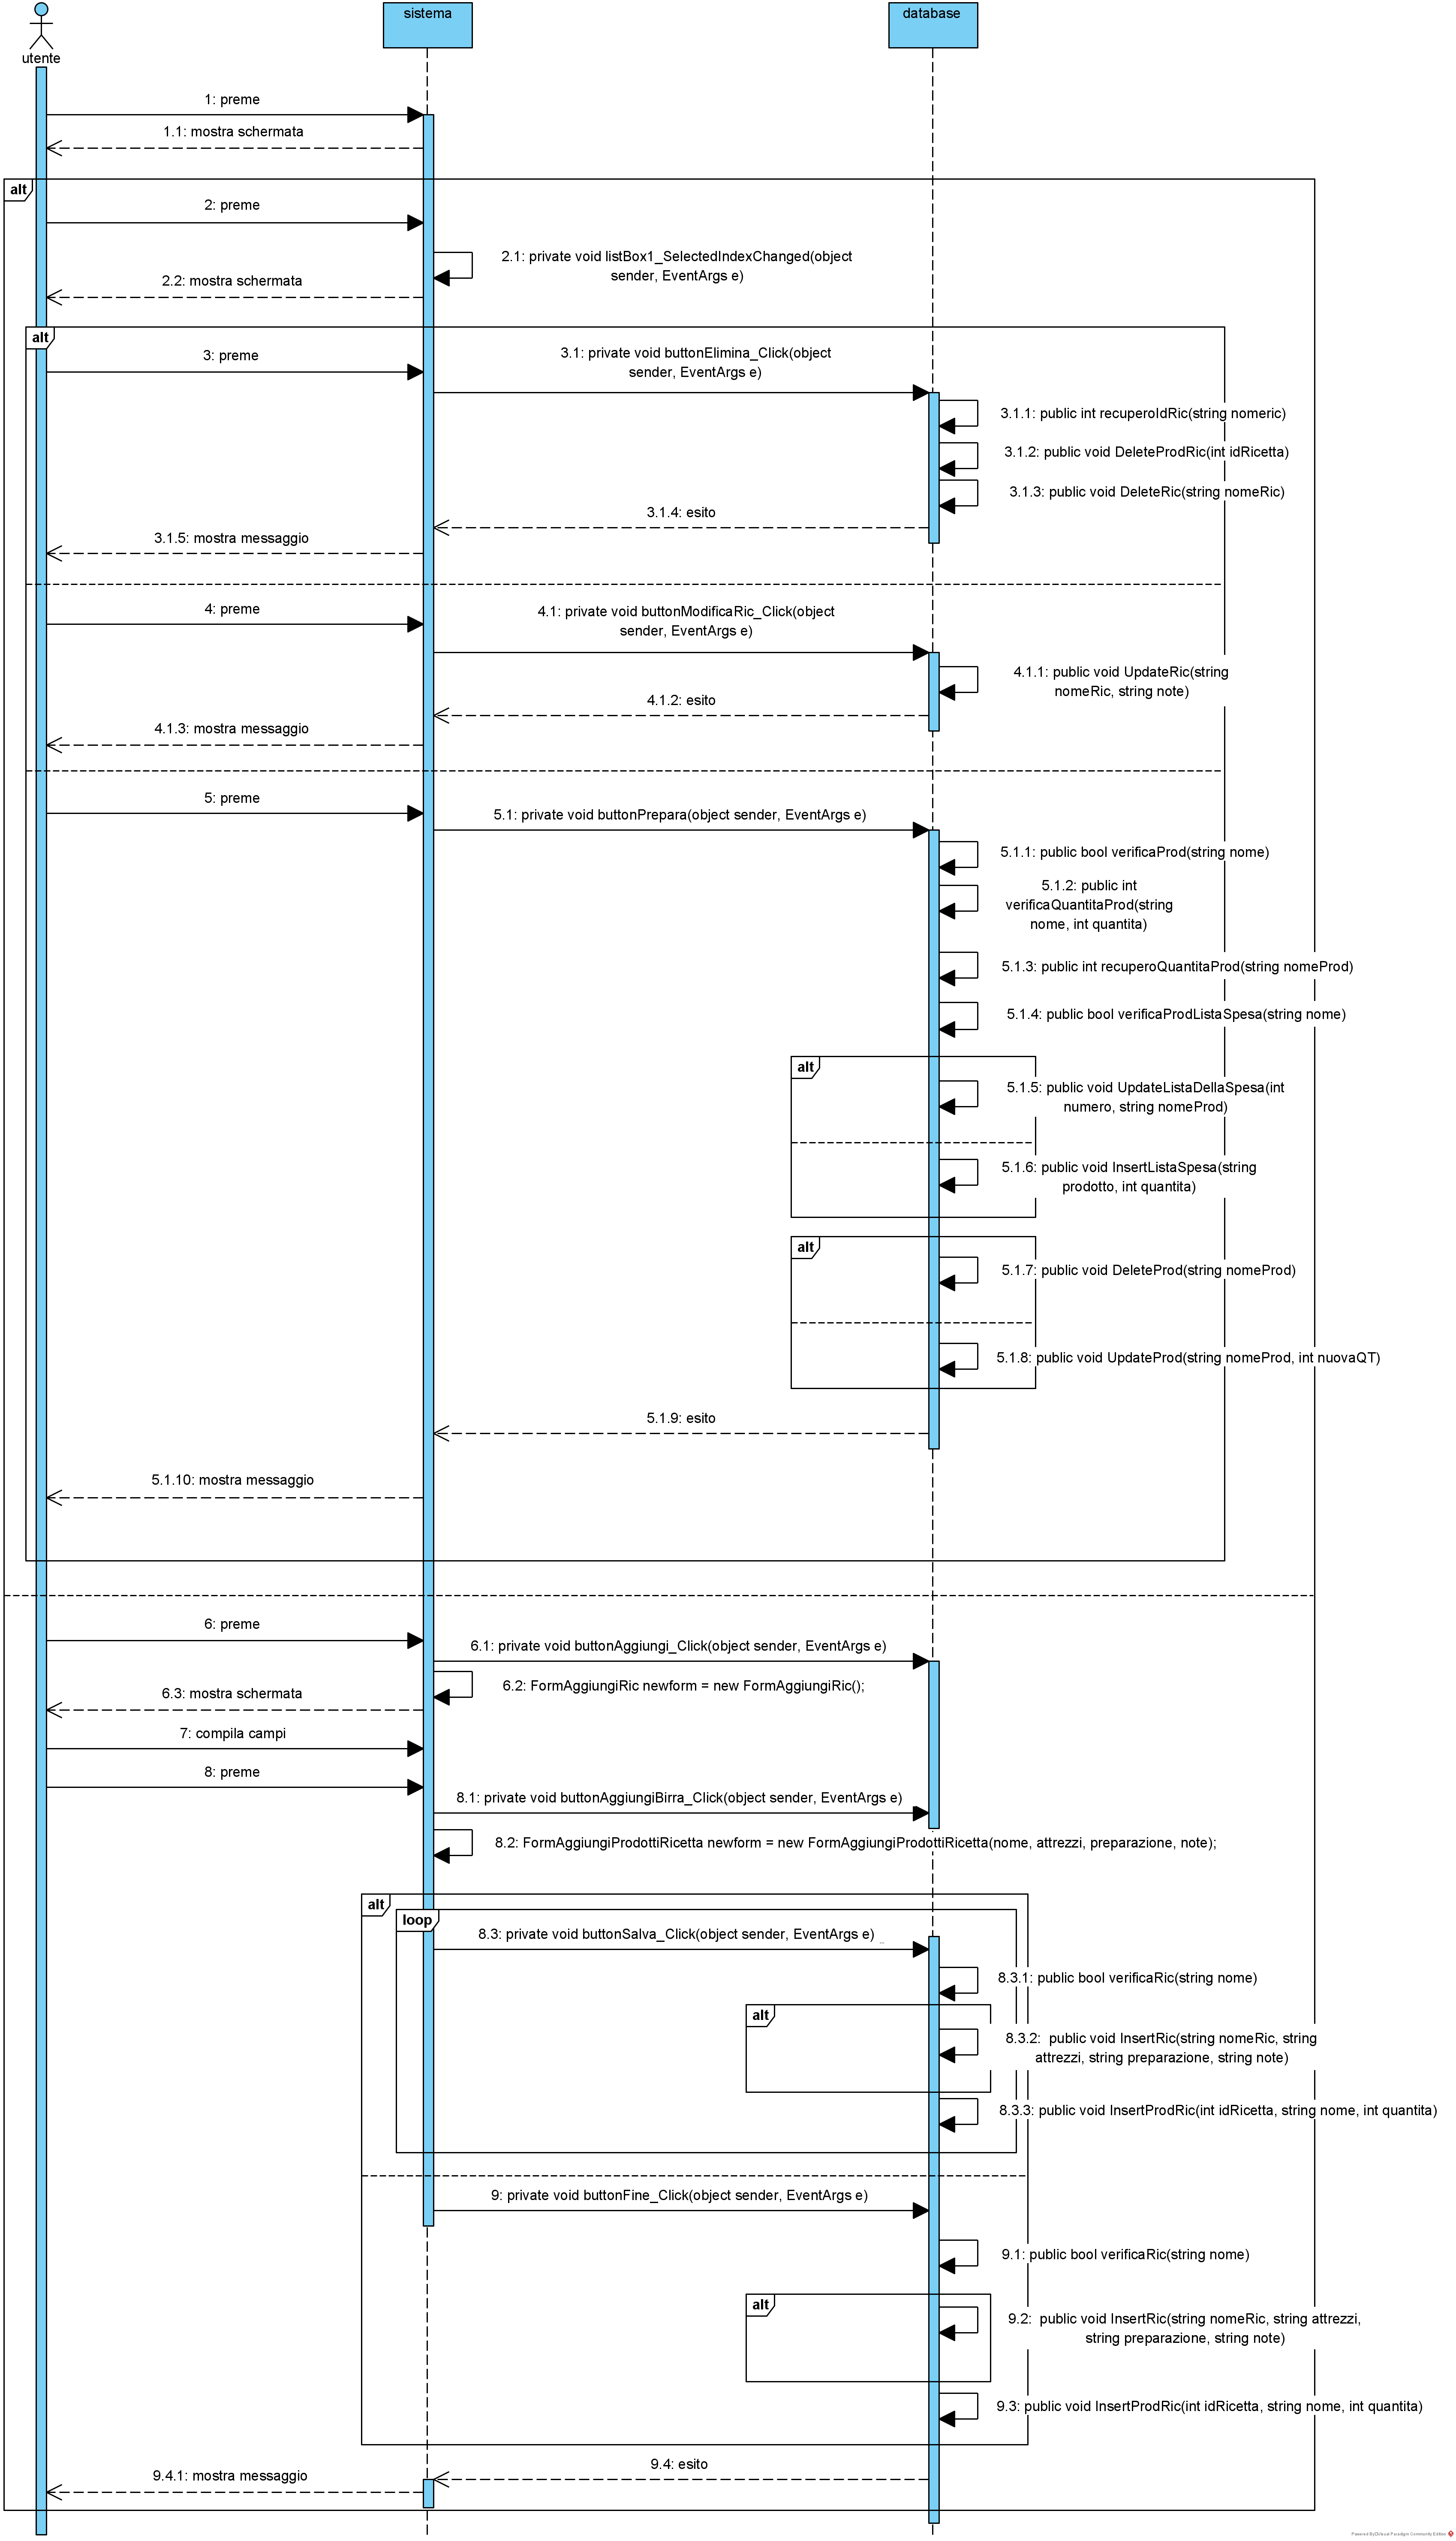 sistema
database
utente
1: preme
1.1: mostra schermata
alt
2: preme
2.1: private void listBox1_SelectedIndexChanged(object
sender, EventArgs e)
2.2: mostra schermata
alt
3: preme
3.1: private void buttonElimina_Click(object
sender, EventArgs e)
3.1.1: public int recuperoIdRic(string nomeric)
3.1.2: public void DeleteProdRic(int idRicetta)
3.1.3: public void DeleteRic(string nomeRic)
3.1.4: esito
3.1.5: mostra messaggio
4: preme
4.1: private void buttonModificaRic_Click(object
sender, EventArgs e)
4.1.1: public void UpdateRic(string
nomeRic, string note)
4.1.2: esito
4.1.3: mostra messaggio
5: preme
5.1: private void buttonPrepara(object sender, EventArgs e)
5.1.1: public bool verificaProd(string nome)
5.1.2: public int
verificaQuantitaProd(string
nome, int quantita)
5.1.3: public int recuperoQuantitaProd(string nomeProd)
5.1.4: public bool verificaProdListaSpesa(string nome)
alt
5.1.5: public void UpdateListaDellaSpesa(int
numero, string nomeProd)
5.1.6: public void InsertListaSpesa(string
prodotto, int quantita)
alt
5.1.7: public void DeleteProd(string nomeProd)
5.1.8: public void UpdateProd(string nomeProd, int nuovaQT)
5.1.9: esito
5.1.10: mostra messaggio
6: preme
6.1: private void buttonAggiungi_Click(object sender, EventArgs e)
6.2: FormAggiungiRic newform = new FormAggiungiRic();
6.3: mostra schermata
7: compila campi
8: preme
8.1: private void buttonAggiungiBirra_Click(object sender, EventArgs e)
8.2: FormAggiungiProdottiRicetta newform = new FormAggiungiProdottiRicetta(nome, attrezzi, preparazione, note);
alt
loop
8.3: private void buttonSalva_Click(object sender, EventArgs e)
8.3.1: public bool verificaRic(string nome)
alt
8.3.2: public void InsertRic(string nomeRic, string
attrezzi, string preparazione, string note)
8.3.3: public void InsertProdRic(int idRicetta, string nome, int quantita)
9: private void buttonFine_Click(object sender, EventArgs e)
9.1: public bool verificaRic(string nome)
alt
9.2: public void InsertRic(string nomeRic, string attrezzi,
string preparazione, string note)
9.3: public void InsertProdRic(int idRicetta, string nome, int quantita)
9.4: esito
9.4.1: mostra messaggio
Powered By Visual Paradigm Community Edition